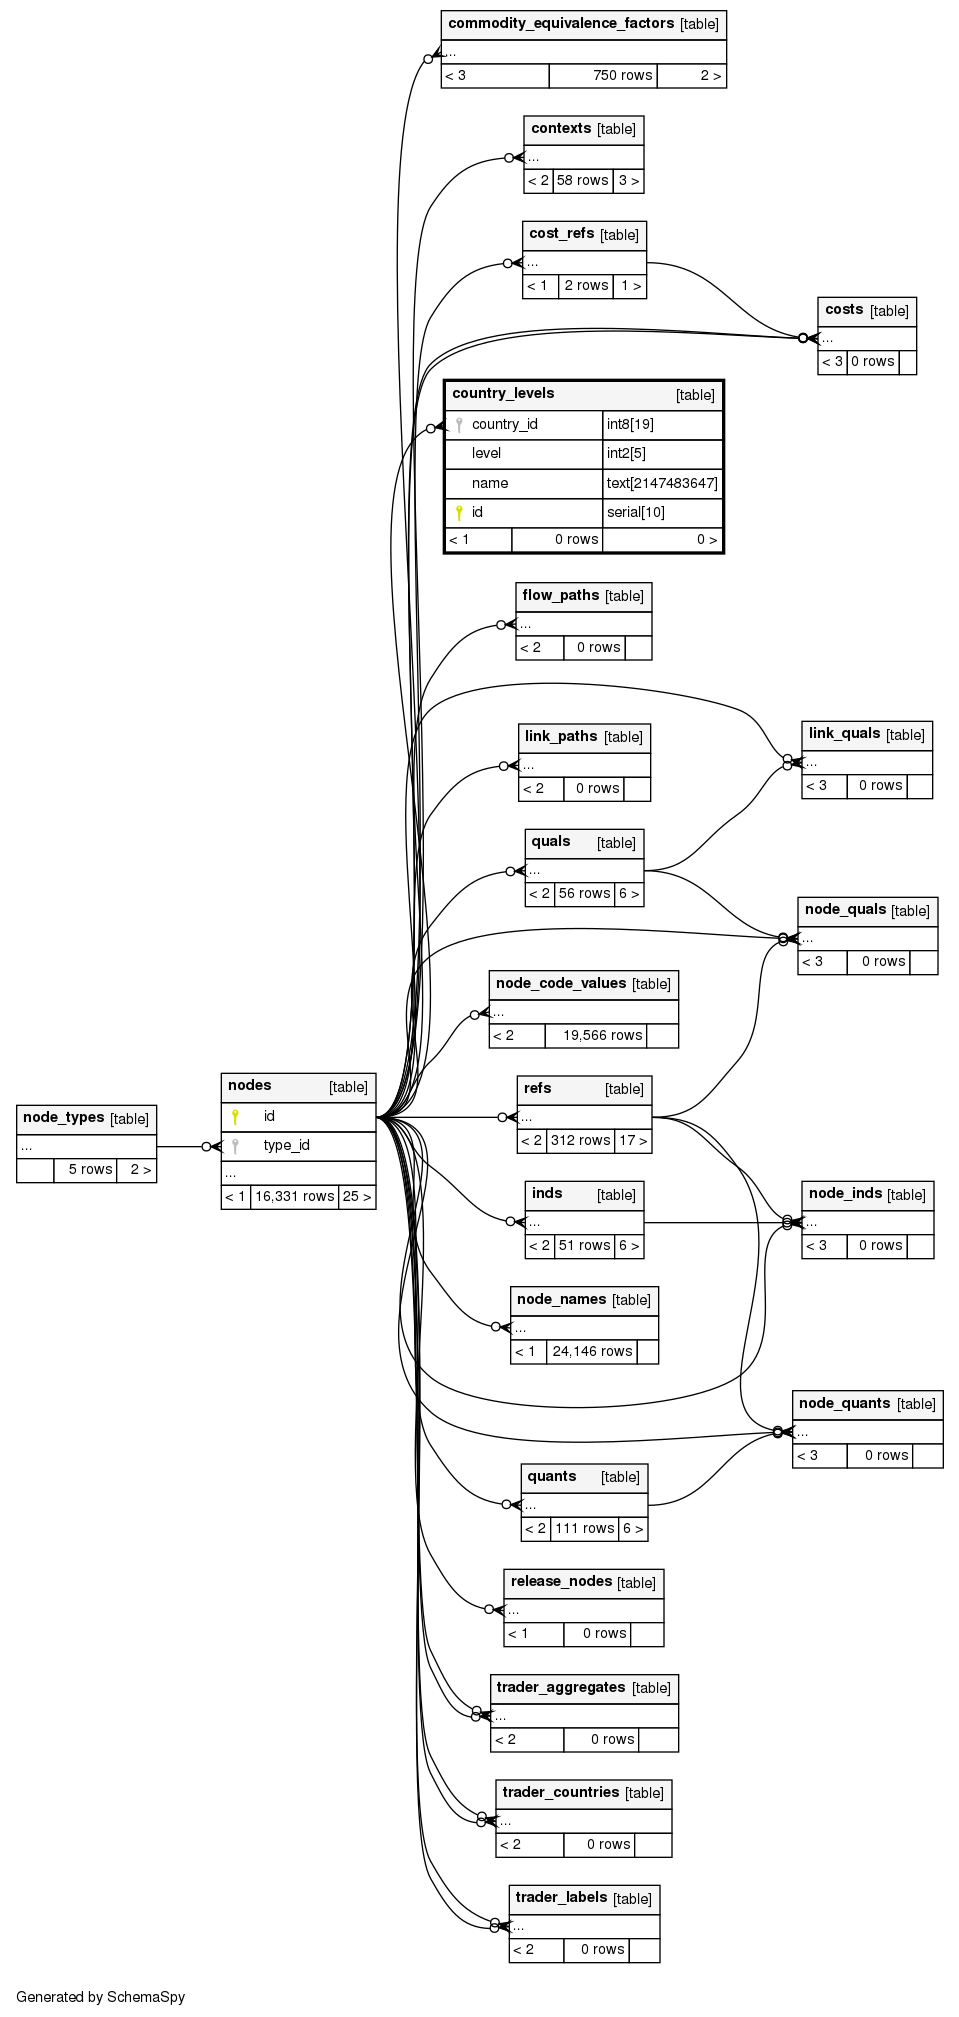 commodity_equivalence_factors [table]
...
< 3 750 rows 2 >
contexts [table]
...
< 2 58 rows 3 >
cost_refs [table]
...
< 1 2 rows 1 >
costs [table]
...
< 3 0 rows
country_levels [table]
country_id int8[19]
level int2[5]
name text[2147483647]
id serial[10]
< 1 0 rows 0 >
flow_paths [table]
...
< 2 0 rows
link_quals [table]
...
< 3 0 rows
link_paths [table]
...
< 2 0 rows
quals [table]
...
< 2 56 rows 6 >
node_quals [table]
...
< 3 0 rows
node_code_values [table]
...
< 2 19,566 rows
nodes [table]
id
type_id
...
< 1 16,331 rows 25 >
node_types [table]
...
5 rows 2 >
refs [table]
...
< 2 312 rows 17 >
inds [table]
...
< 2 51 rows 6 >
node_inds [table]
...
< 3 0 rows
node_names [table]
...
< 1 24,146 rows
node_quants [table]
...
< 3 0 rows
quants [table]
...
< 2 111 rows 6 >
release_nodes [table]
...
< 1 0 rows
trader_aggregates [table]
...
< 2 0 rows
trader_countries [table]
...
< 2 0 rows
trader_labels [table]
...
< 2 0 rows
Generated by SchemaSpy